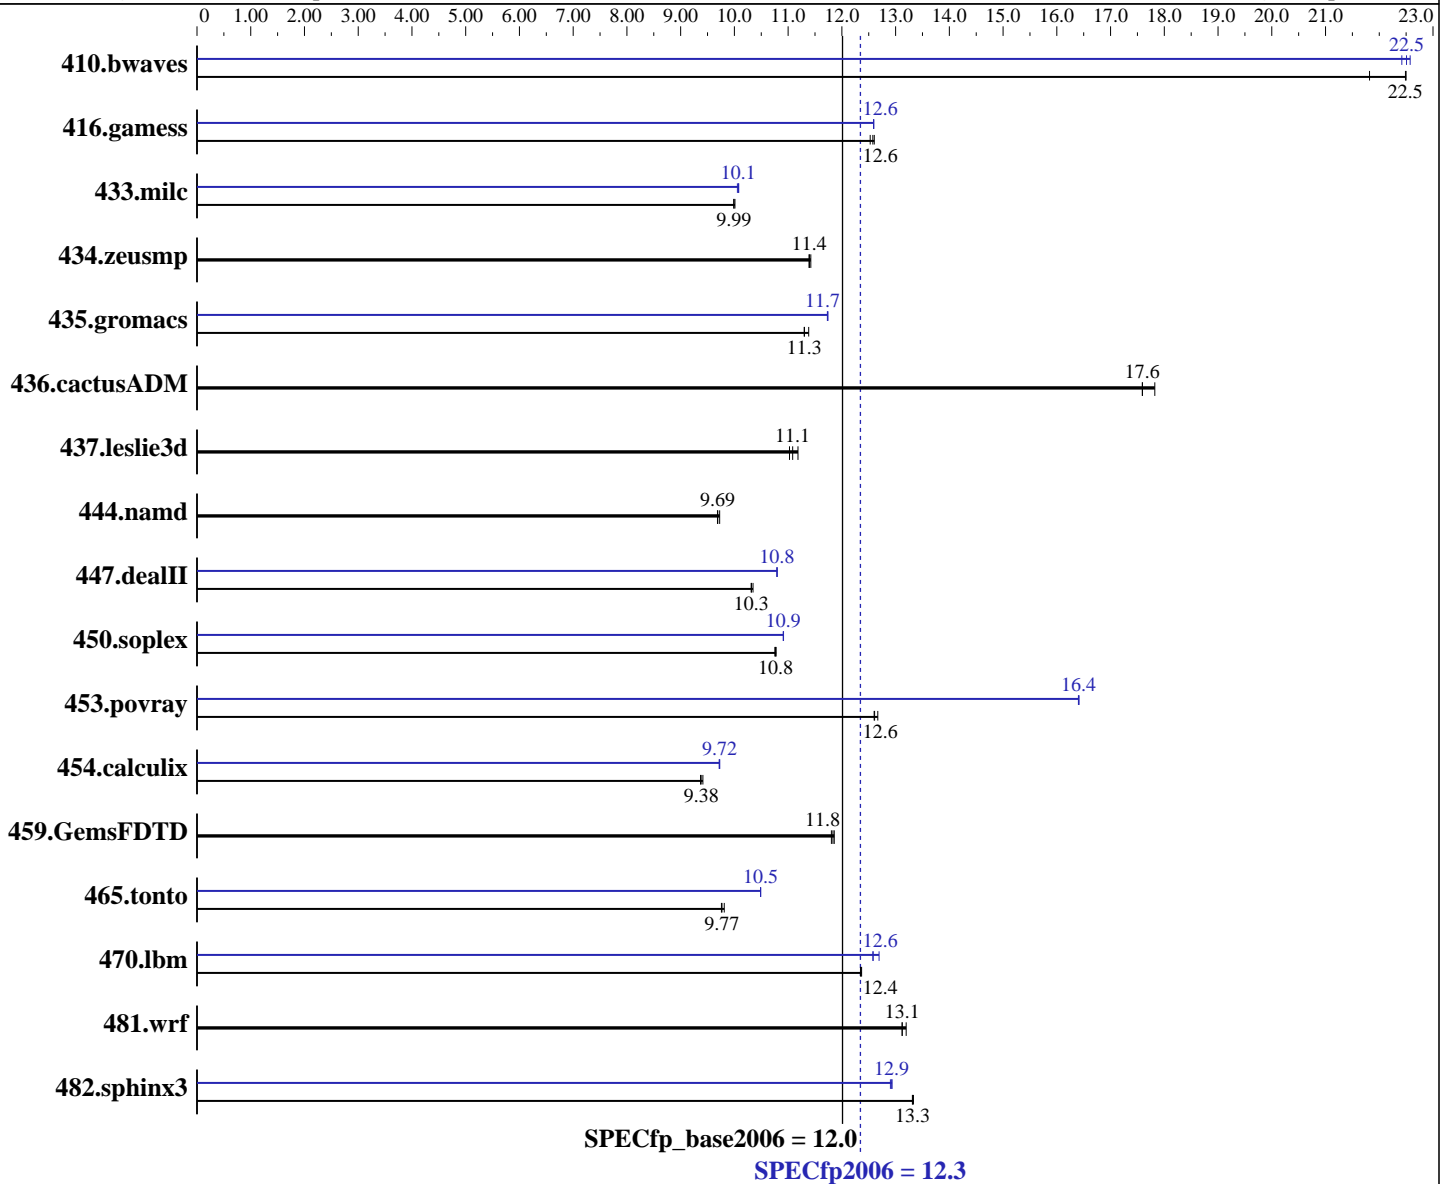 0 1.00 2.00 3.00 4.00 5.00 6.00 7.00 8.00 9.00 10.0 11.0 12.0 13.0 14.0 15.0 16.0 17.0 18.0 19.0 20.0 21.0 23.0
22.5
410.bwaves
22.5
12.6
416.gamess
12.6
10.1
433.milc
9.99
11.4
434.zeusmp
11.7
435.gromacs
11.3
17.6
436.cactusADM
11.1
437.leslie3d
9.69
444.namd
10.8
447.dealII
10.3
10.9
450.soplex
10.8
16.4
453.povray
12.6
9.72
454.calculix
9.38
11.8
459.GemsFDTD
10.5
465.tonto
9.77
12.6
470.lbm
12.4
13.1
481.wrf
12.9
482.sphinx3
13.3
SPECfp_base2006 = 12.0
SPECfp2006 = 12.3